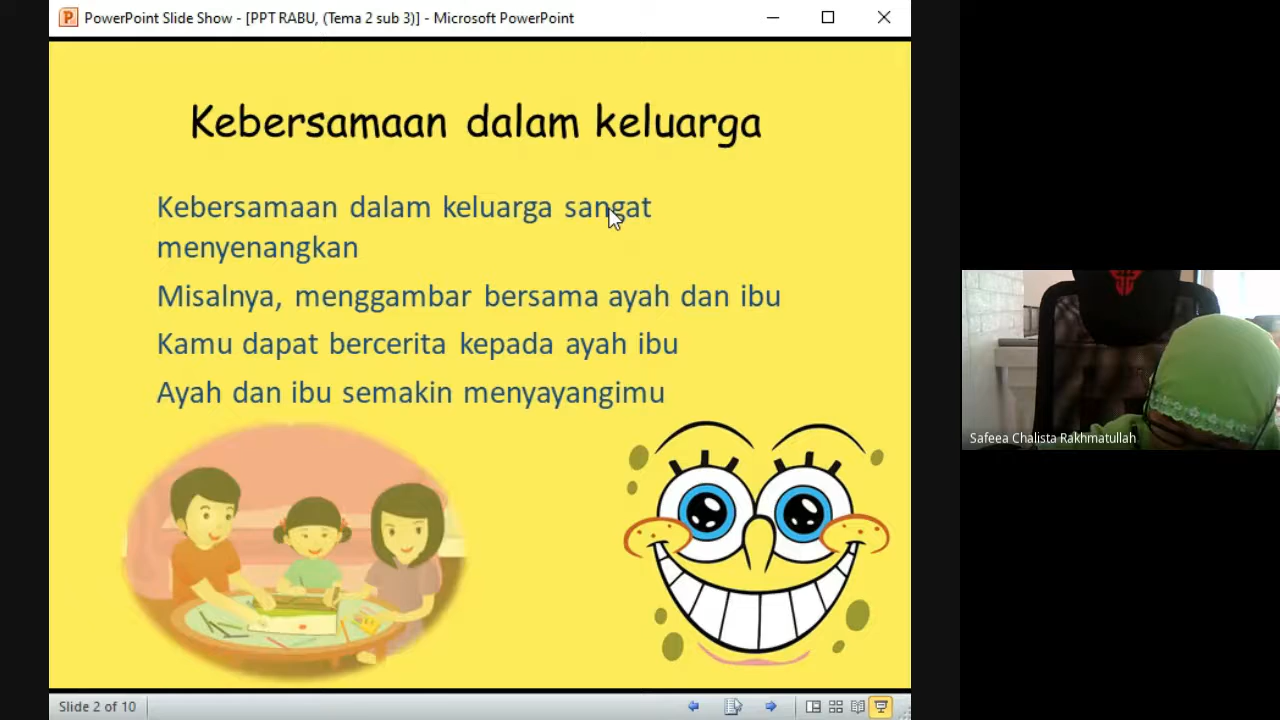 PowerPoint Slide Show - [PPT RABU, (Tema 2 sub 3)] - Microsoft PowerPoint
Kebersamaan dalam keluarga
Kebersamaan dalam keluarga sangat
menyenangkan
Misalnya, menggambar bersama ayah dan ibu
Kamu dapat bercerita kepada ayah ibu
Ayah dan ibu semakin menyayangimu
Safeea Chalista Rakhmatullah
Slide 2 of 10